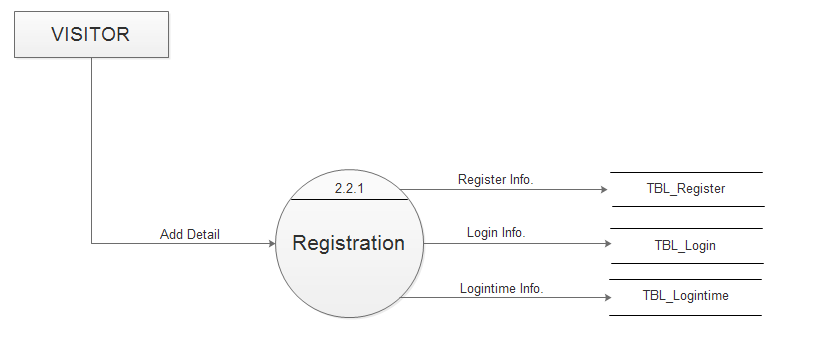 VISITOR
2.2.1
Register Info.
TBL_Register
Add Detail
Registration
Login Info.
TBL_Login
Logintime Info.
TBL_Logintime